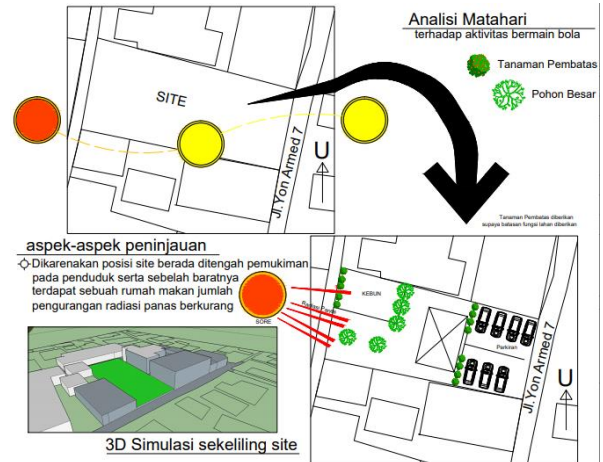 Analisi Matahari
terhadap aktivitas bermain bola
Tanaman Pembatas
Pohon Besar
SITE
U
Jl.Yon Armed 7
Tanaman Pembatas diberikan
supaya batasan fungsi lahan diberikan
aspek-aspek peninjauan
Dikarenakan posisi site berada ditengah pemukiman
pada penduduk serta sebelah baratnya
terdapat sebuah rumah makan jumlah
pengurangan radiasi panas berkurang
SORE
Radiasi Panas
KEBUN
Parkiran
Jl.Yon Armed 7
U
3D Simulasi sekeliling site